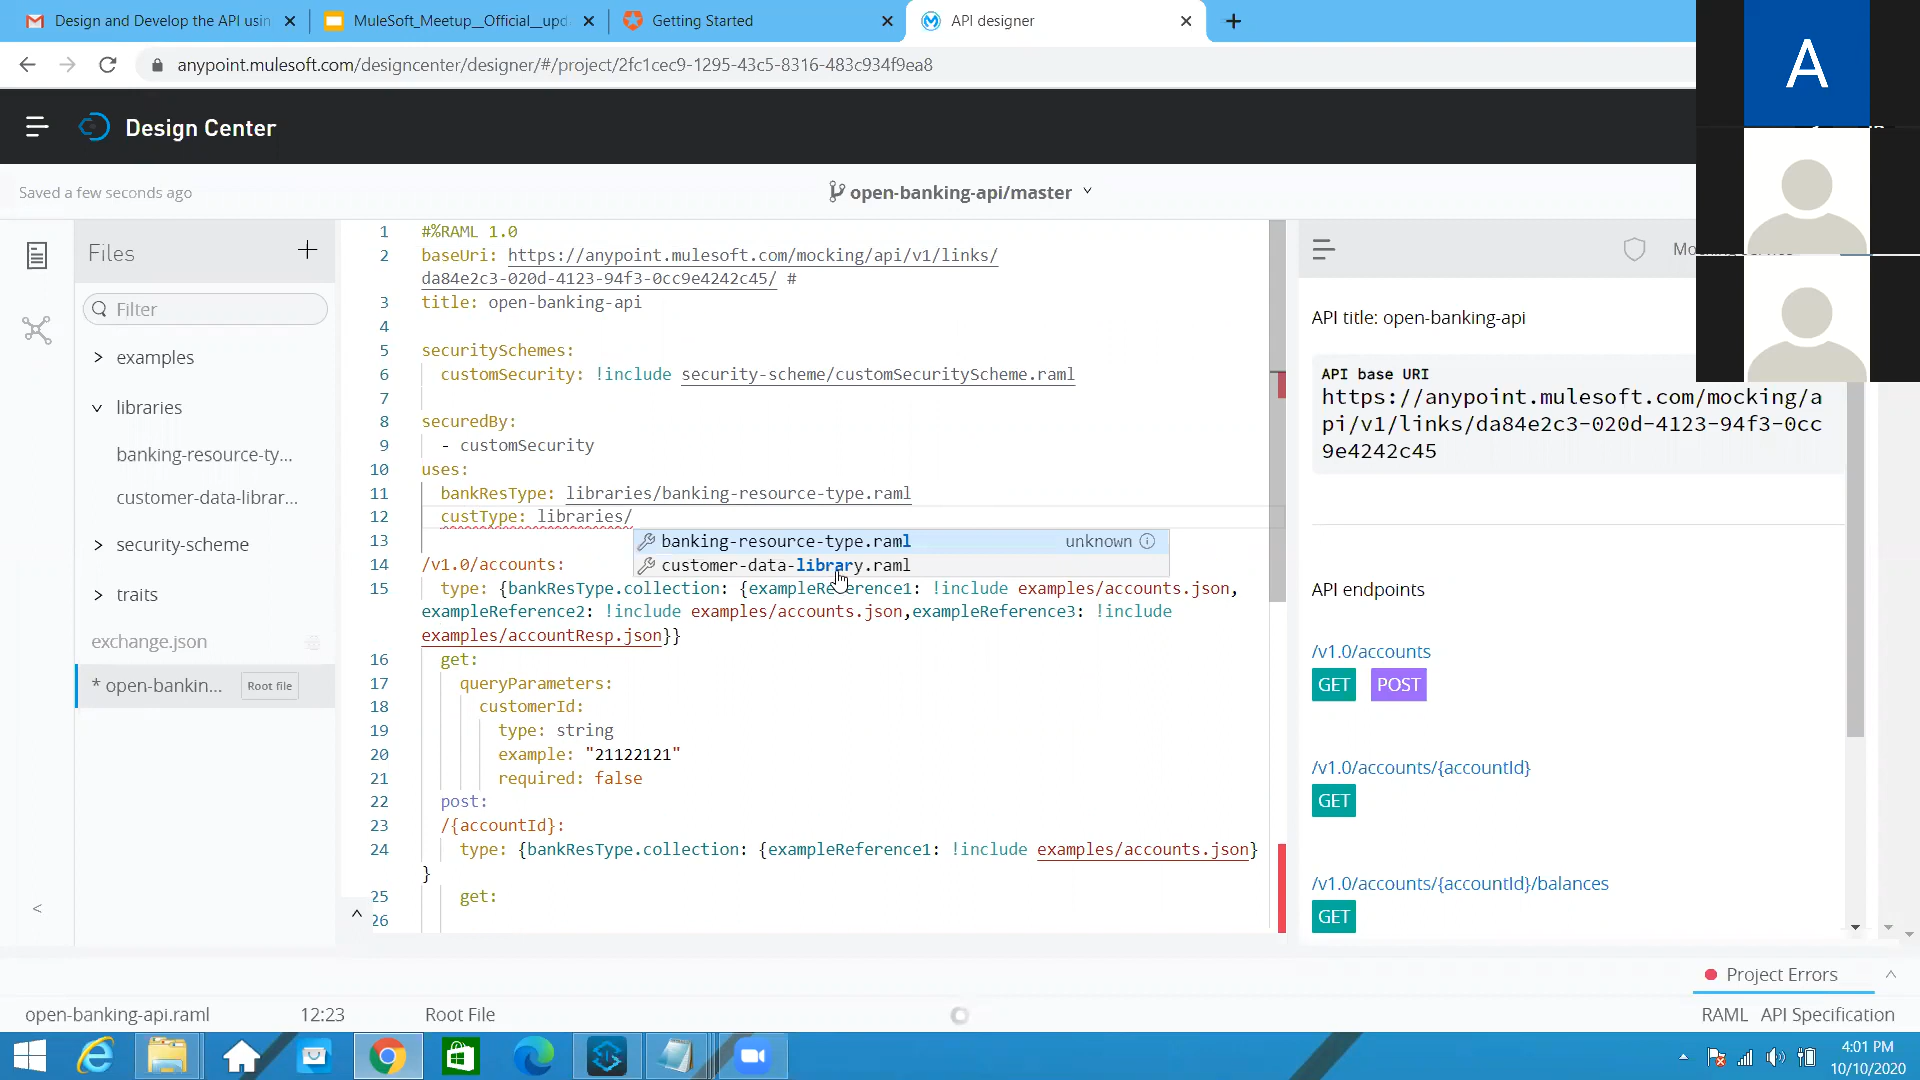 Design and Develop the API usin
MuleSoft_Meetup__Official__upd
Getting Started
API designer
anypoint.mulesoft.com/designcenter/designer/#/project/2fc1cec9-1295-43c5-8316-483c934f9ea8
Design Center
A
Saved a few seconds ago
open-banking-api/master
Files
Filter
examples
libraries
banking-resource-ty...
customer-data-librar...
security-scheme
traits
exchange.json
* open-bankin...
Root file
1 #%RAML 1.0
2 baseUri: https://anypoint.mulesoft.com/mocking/api/v1/links/
da84e2c3-020d-4123-94f3-0cc9e4242c45/ #
3 title: open-banking-api
4
5 securitySchemes:
6 customSecurity: !include security-scheme/customSecurityScheme.raml
7
8 securedBy:
9 - customSecurity
10 uses:
11 bankResType: libraries/banking-resource-type.raml
12 custType: libraries/
13
banking-resource-type.raml unknown
customer-data-library.raml
14 /v1.0/accounts:
15 type: {bankResType.collection: {exampleReference1: !include examples/accounts.json,
exampleReference2: !include examples/accounts.json,exampleReference3: !include
examples/accountResp.json}}
16 get:
17 queryParameters:
18 customerId:
19 type: string
20 example: "21122121"
21 required: false
22 post:
23 /{accountId}:
24 type: {bankResType.collection: {exampleReference1: !include examples/accounts.json}
}
25 get:
26
API title: open-banking-api
API base URI
https://anypoint.mulesoft.com/mocking/a
pi/v1/links/da84e2c3-020d-4123-94f3-0cc
9e4242c45
API endpoints
/v1.0/accounts
GET POST
/v1.0/accounts/{accountId}
GET
/v1.0/accounts/{accountId}/balances
GET
Project Errors
open-banking-api.raml
12:23
Root File
RAML API Specification
4:01 PM
10/10/2020